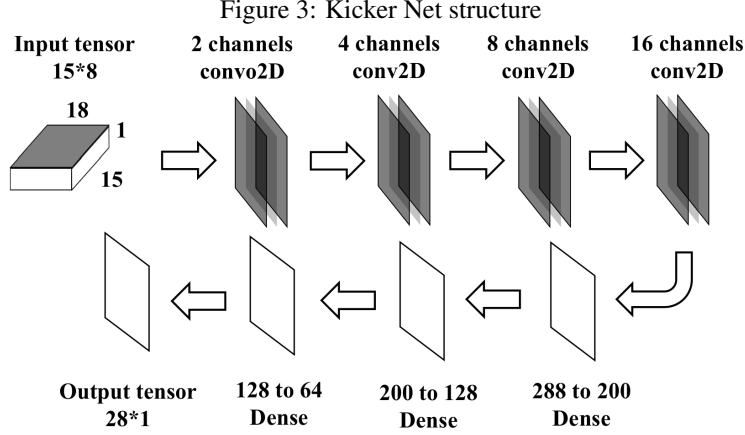 Figure 3: Kicker Net structure
Input tensor
15*8
2 channels
convo2D
4 channels
conv2D
8 channels
conv2D
16 channels
conv2D
18
1
15
Output tensor
28*1
128 to 64
Dense
200 to 128
Dense
288 to 200
Dense